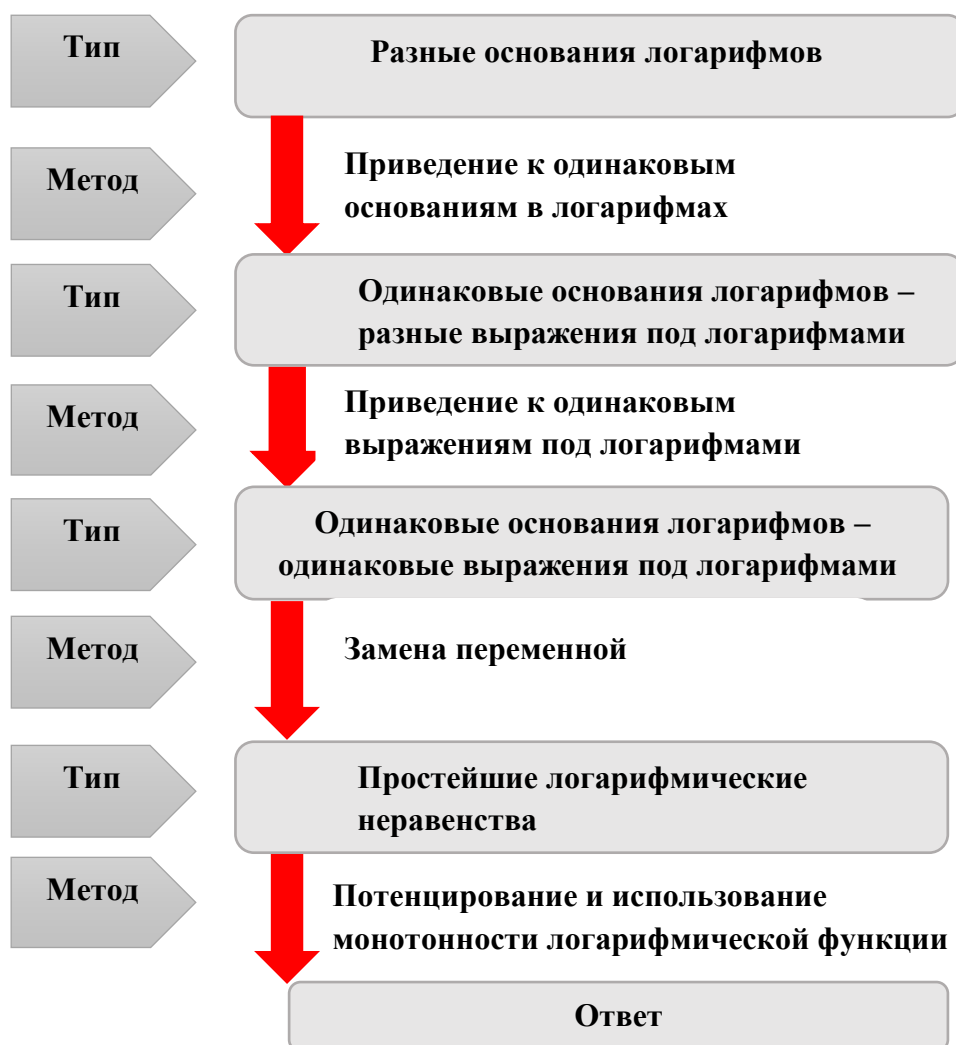 Тип
Разные основания логарифмов
Метод
Приведение к одинаковым
основаниям в логарифмах
Тип
Одинаковые основания логарифмов –
разные выражения под логарифмами
Метод
Приведение к одинаковым
выражениям под логарифмами
Тип
Одинаковые основания логарифмов –
одинаковые выражения под логарифмами
Метод
Замена переменной
Тип
Простейшие логарифмические
неравенства
Метод
Потенцирование и использование
монотонности логарифмической функции
Ответ